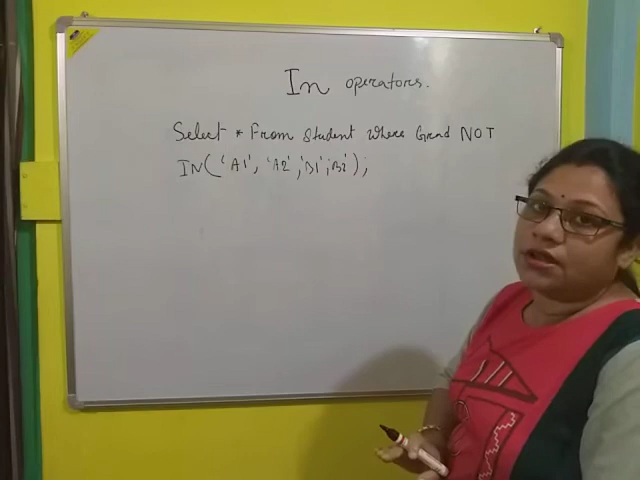 In operators.
Select * From Student Where Grand NOT
IN('A1', 'A2', 'B1', 'B2');